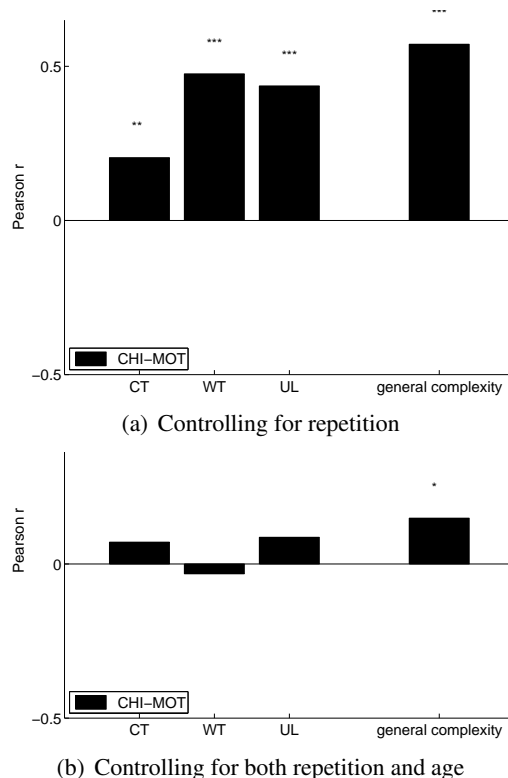 ***
0.5
***
***
**
Pearson r
0
CHI-MOT
-0.5
CT WT UL general complexity
(a) Controlling for repetition
*
Pearson r
0
CHI-MOT
-0.5
CT WT UL general complexity
(b) Controlling for both repetition and age